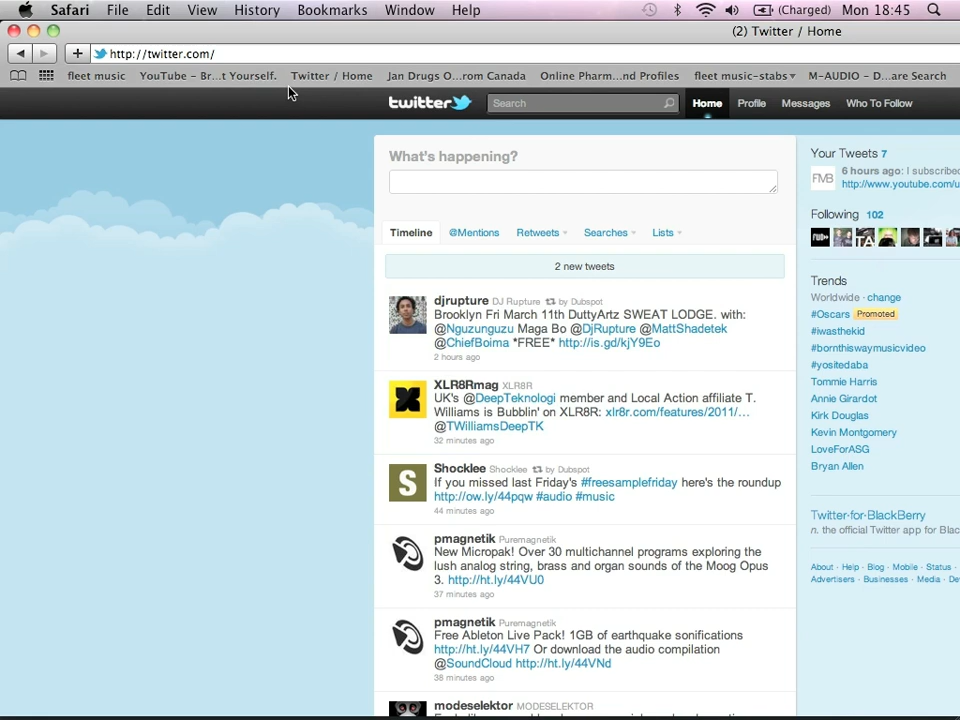 Safari File Edit View History Bookmarks Window Help (Charged) Mon 18:45
(2) Twitter / Home
http://twitter.com/
fleet music YouTube - Br...t Yourself. Twitter / Home Jan Drugs O...rom Canada Online Pharm...nd Profiles fleet music-stabs M-AUDIO - D...are Search
twitter Search Home Profile Messages Who To Follow
What's happening?
Timeline @Mentions Retweets Searches Lists
2 new tweets
djrupture DJ Rupture by Dubspot
Brooklyn Fri March 11th DuttyArtz SWEAT LODGE. with:
@Nguzunguzu Maga Bo @DjRupture @MattShadetek
@ChiefBoima *FREE* http://is.gd/kjY9Eo
2 hours ago
XLR8Rmag XLR8R
UK's @DeepTeknologi member and Local Action affiliate T.
Williams is Bubblin' on XLR8R: xlr8r.com/features/2011/...
@TWilliamsDeepTK
32 minutes ago
Shocklee Shocklee by Dubspot
If you missed last Friday's #freesamplefriday here's the roundup
http://ow.ly/44pqw #audio #music
44 minutes ago
pmagnetik Puremagnetik
New Micropak! Over 30 multichannel programs exploring the
lush analog string, brass and organ sounds of the Moog Opus
3. http://ht.ly/44VU0
37 minutes ago
pmagnetik Puremagnetik
Free Ableton Live Pack! 1GB of earthquake sonifications
http://ht.ly/44VH7 Or download the audio compilation
@SoundCloud http://ht.ly/44VNd
38 minutes ago
modeselektor MODESELEKTOR
Your Tweets 7
FMB
6 hours ago: I subscribed
http://www.youtube.com/u
Following 102
Trends
Worldwide · change
#Oscars Promoted
#iwasthekid
#bornthiswaymusicvideo
#yositedaba
Tommie Harris
Annie Girardot
Kirk Douglas
Kevin Montgomery
LoveForASG
Bryan Allen
Twitter·for·BlackBerry
n. the official Twitter app for Blac
About · Help · Blog · Mobile · Status ·
Advertisers · Businesses · Media · De